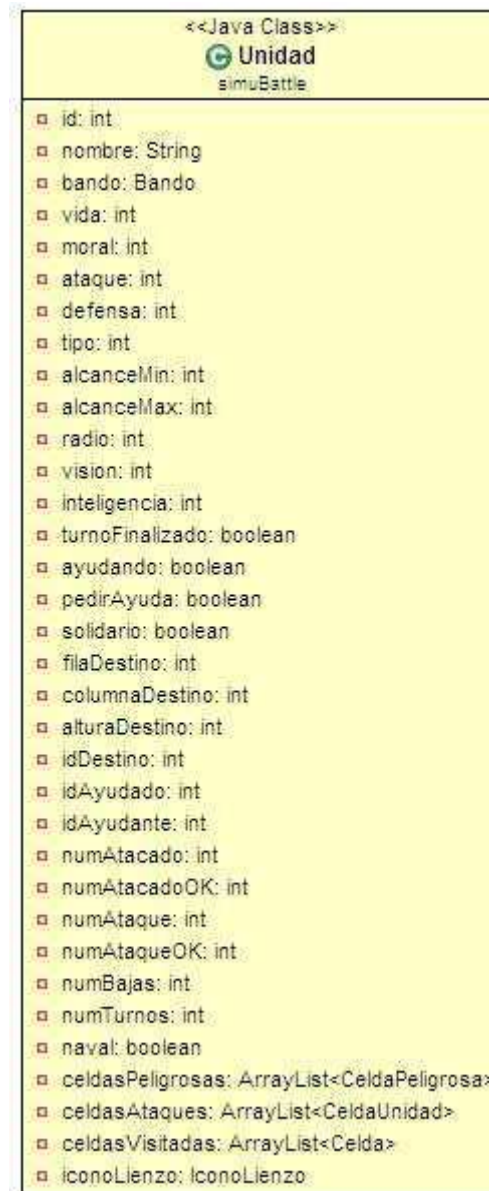 <<Java Class>>
Unidad
simuBattle
id: int
nombre: String
bando: Bando
vida: int
moral: int
ataque: int
defensa: int
tipo: int
alcanceMin: int
alcanceMax: int
radio: int
vision: int
inteligencia: int
turnoFinalizado: boolean
ayudando: boolean
pedirAyuda: boolean
solidario: boolean
filaDestino: int
columnaDestino: int
alturaDestino: int
idDestino: int
idAyudado: int
idAyudante: int
numAtacado: int
numAtacadoOK: int
numAtaque: int
numAtaqueOK: int
numBajas: int
numTurnos: int
naval: boolean
celdasPeligrosas: ArrayList<CeldaPeligrosa>
celdasAtaques: ArrayList<CeldaUnidad>
celdasVisitadas: ArrayList<Celda>
iconoLienzo: IconoLienzo